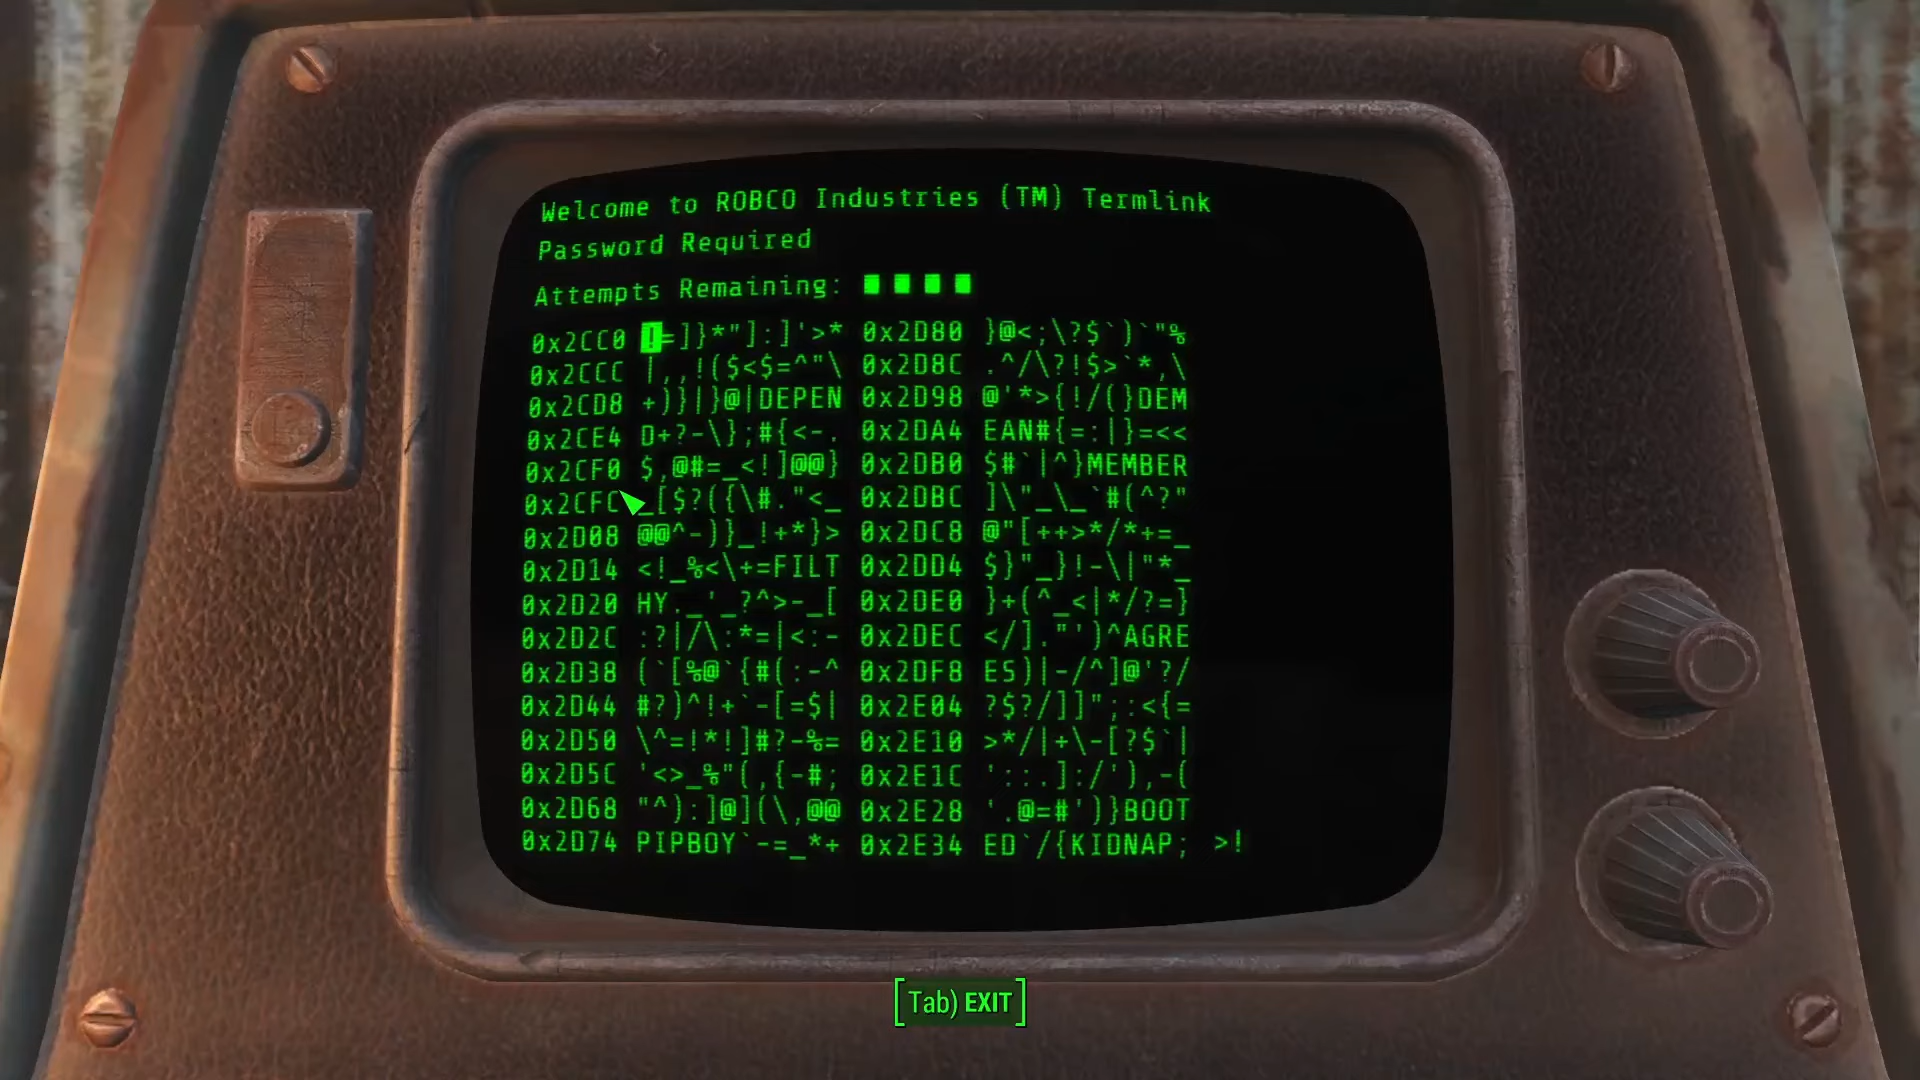 Welcome to ROBCO Industries (TM) Termlink
Password Required
Attempts Remaining: ■ ■ ■ ■
0x2CC0 !=]}*"]:]'>* 0x2D80 }@<;\?$`)`"%
0x2CCC |,,!($<$=^"\ 0x2D8C .^/\?!$>`*,\
0x2CD8 +)}|}@|DEPEN 0x2D98 @'*>{!/(}DEM
0x2CE4 D+?-\};#{<-. 0x2DA4 EAN#{=:|}=<<
0x2CF0 $,@#=_<!]@@} 0x2DB0 $#`|^}MEMBER
0x2CFC _[$?({\#."<_ 0x2DBC ]\"_\_`#(^?"
0x2D08 @@^-)}_!+*}> 0x2DC8 @"[++>*/*+=_
0x2D14 <!_%<\+=FILT 0x2DD4 $}"_}!-\|"*_
0x2D20 HY._'_?^>-_[ 0x2DE0 }+(^_<|*/?=}
0x2D2C :?|/\:*=|<:- 0x2DEC </]."')^AGRE
0x2D38 (`[%@`{#(:-^ 0x2DF8 ES)|-/^]@'?/
0x2D44 #?)^!+`-[=$| 0x2E04 ?$?/]]";:<{=
0x2D50 \^=!*!]#?-%= 0x2E10 >*/|+\-[?$`|
0x2D5C '<>_%"(,{-#; 0x2E1C '::.]:/'),-(
0x2D68 "^):]@](\,@@ 0x2E28 '.@=#')}BOOT
0x2D74 PIPBOY`-=_*+ 0x2E34 ED`/{KIDNAP; >!
[Tab) EXIT]